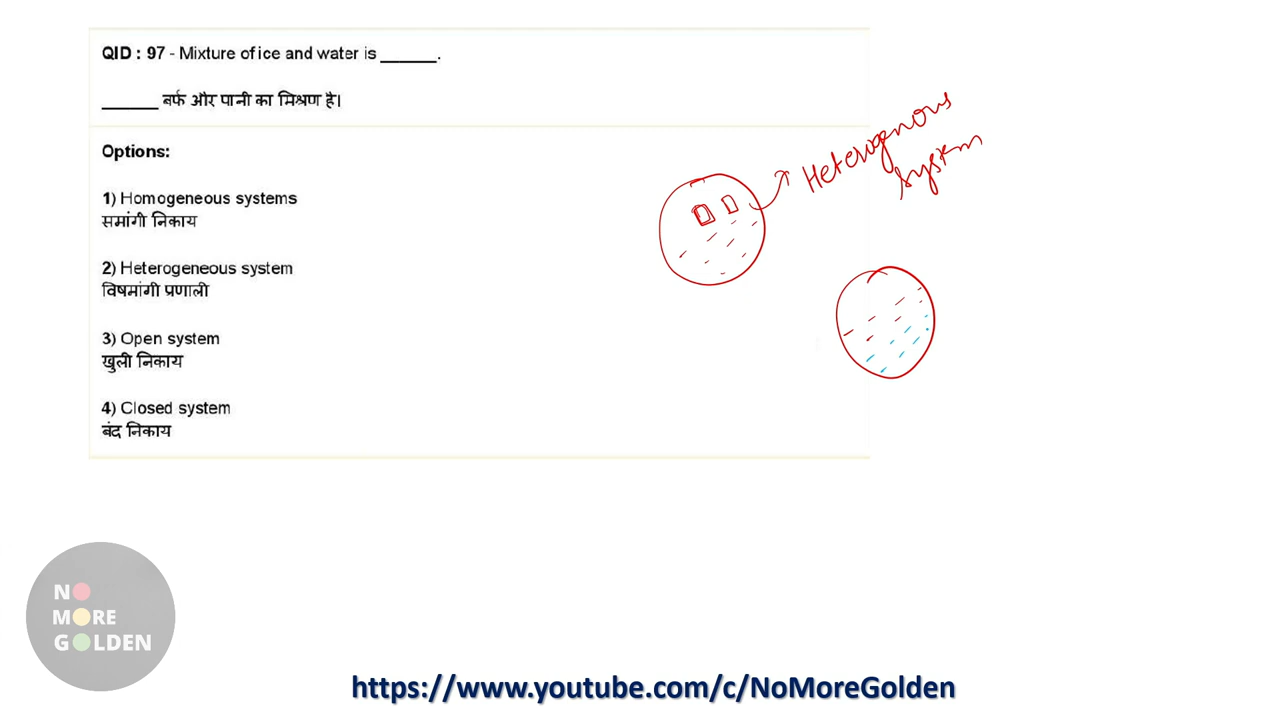 QID : 97 - Mixture of ice and water is ______.
______ बर्फ और पानी का मिश्रण है।
Options:
1) Homogeneous systems
समांगी निकाय
2) Heterogeneous system
विषमांगी प्रणाली
3) Open system
खुली निकाय
4) Closed system
बंद निकाय
Heterogenous
system
NO
MORE
GOLDEN
https://www.youtube.com/c/NoMoreGolden